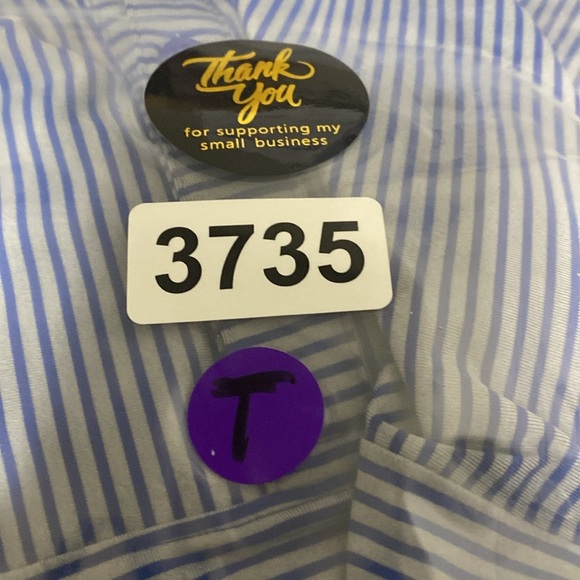 Thank
You
for supporting my
small business
3735
T